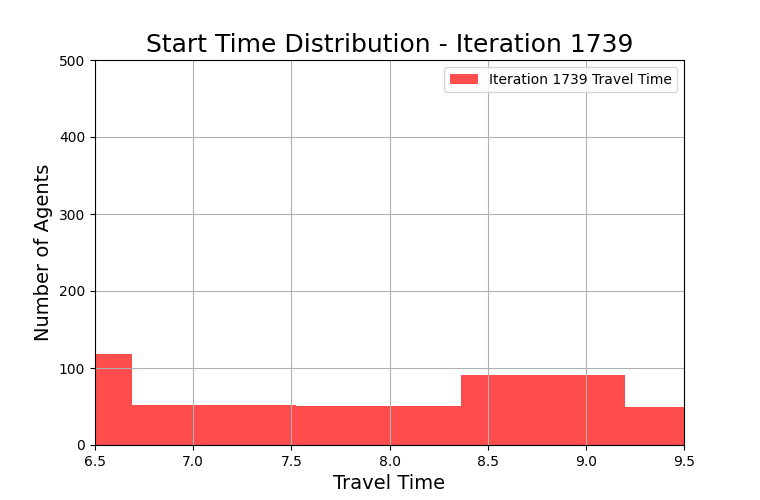 Start Time Distribution - Iteration 1739
Iteration 1739 Travel Time
Number of Agents
500
400
300
200
100
0
6.5 7.0 7.5 8.0 8.5 9.0 9.5
Travel Time